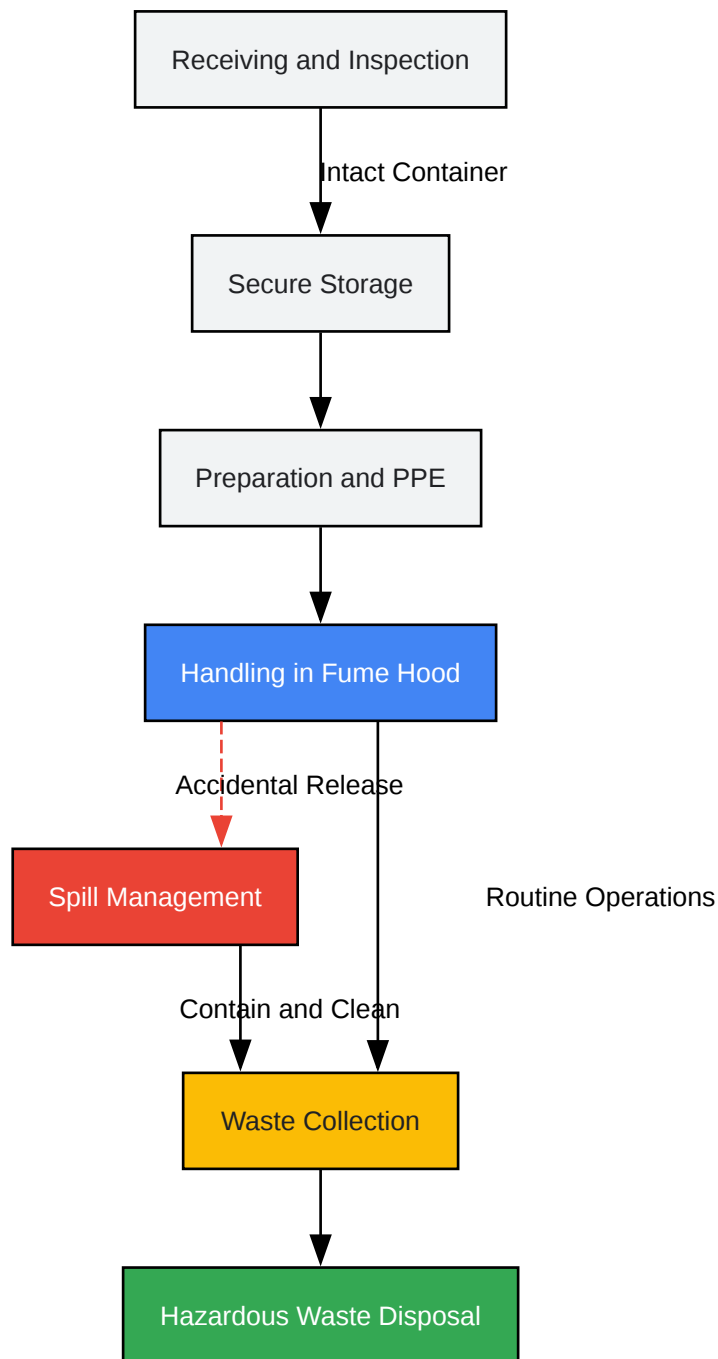 Receiving and Inspection
Intact Container
Secure Storage
Preparation and PPE
Handling in Fume Hood
Accidental Release
Spill Management
Routine Operations
Contain and Clean
Waste Collection
Hazardous Waste Disposal